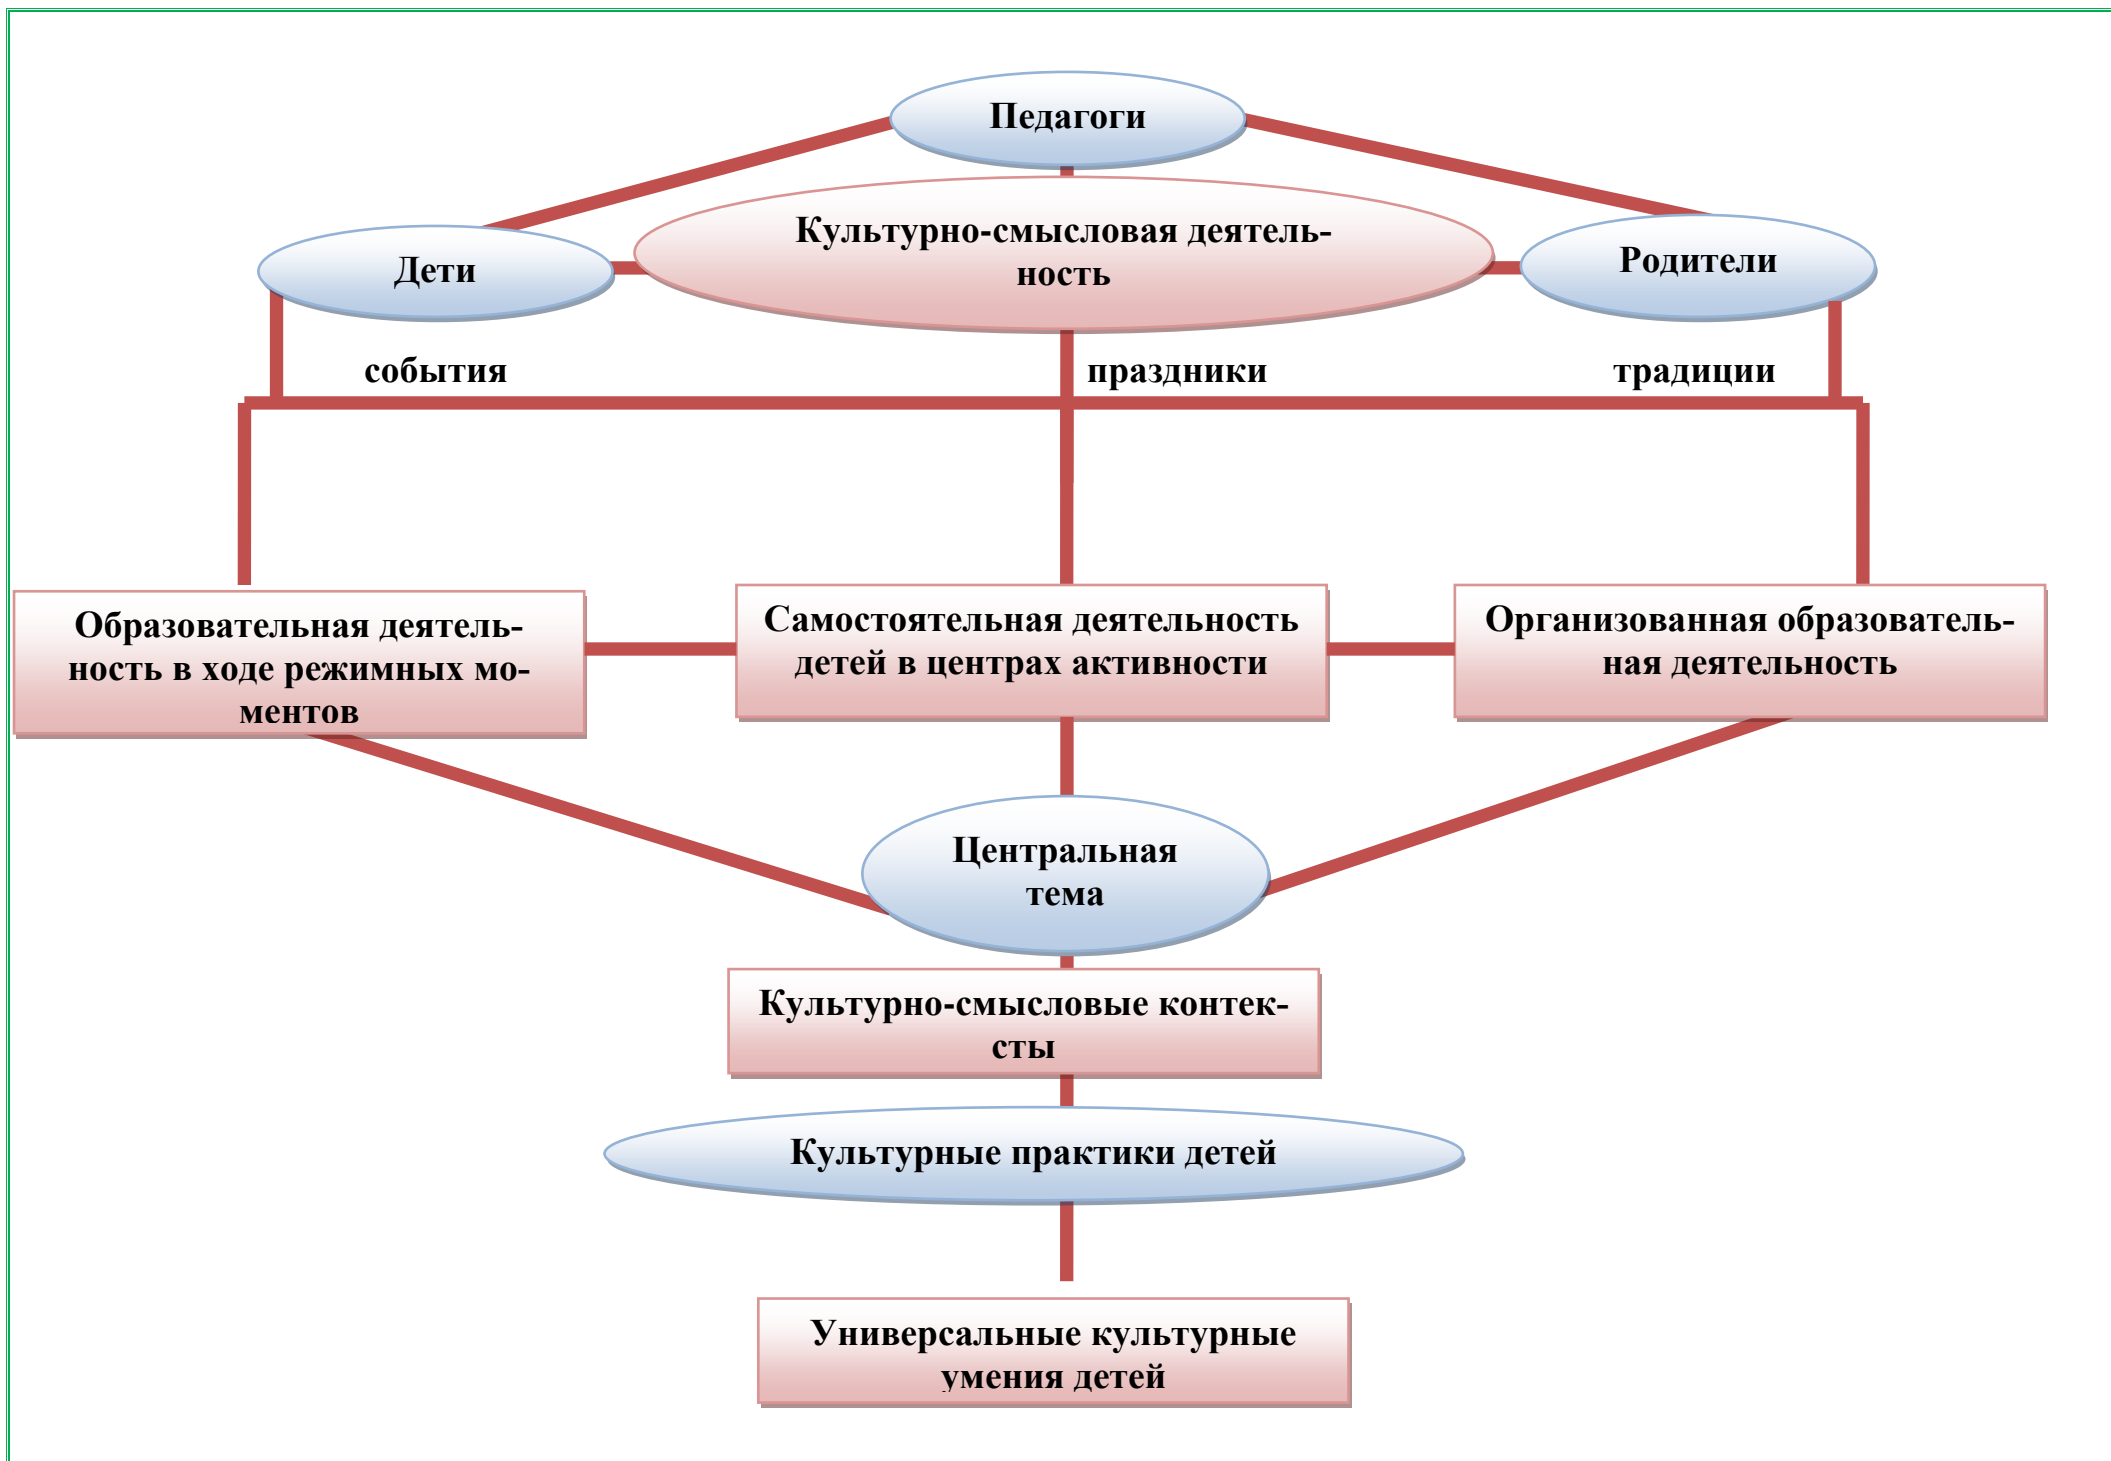 Педагоги
Культурно-смысловая деятель-
ность
Дети
Родители
события
праздники
традиции
Образовательная деятель-
ность в ходе режимных мо-
ментов
Самостоятельная деятельность
детей в центрах активности
Организованная образователь-
ная деятельность
Центральная
тема
Культурно-смысловые контек-
сты
Культурные практики детей
Универсальные культурные
умения детей